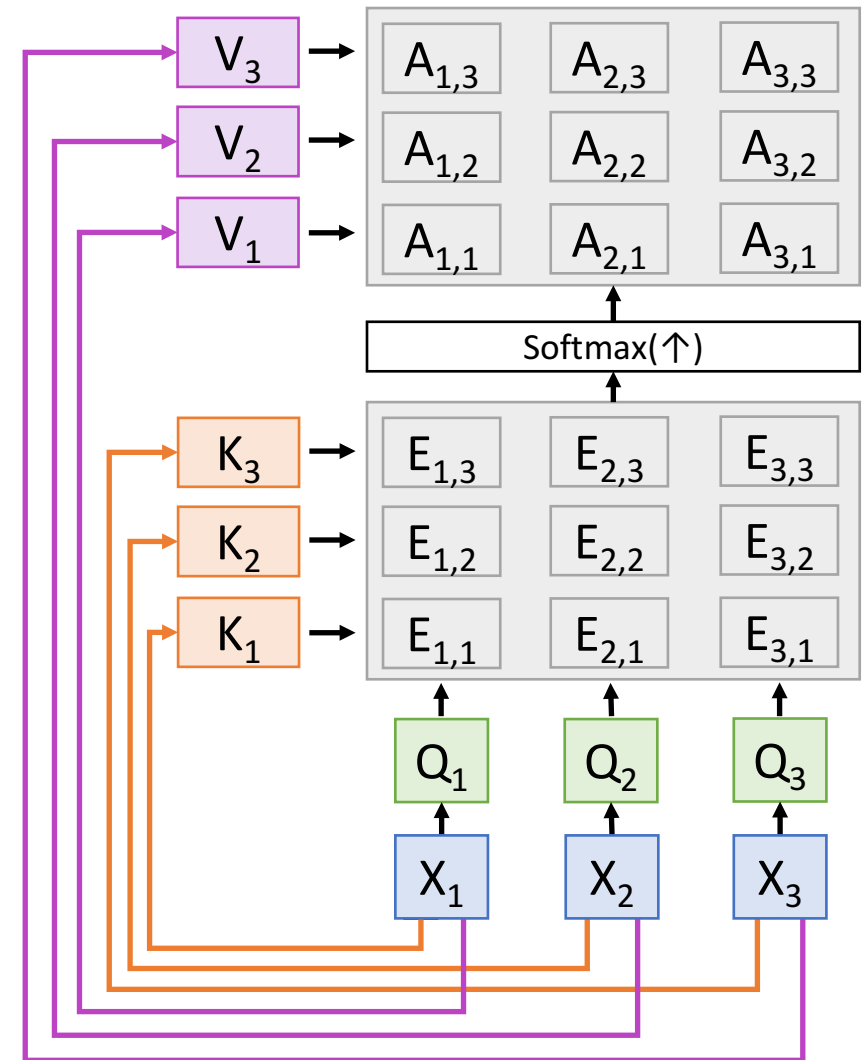 V3 A1,3 A2,3 A3,3
V2 A1,2 A2,2 A3,2
V1 A1,1 A2,1 A3,1
Softmax(↑)
K3 E1,3 E2,3 E3,3
K2 E1,2 E2,2 E3,2
K1 E1,1 E2,1 E3,1
Q1 Q2 Q3
X1 X2 X3